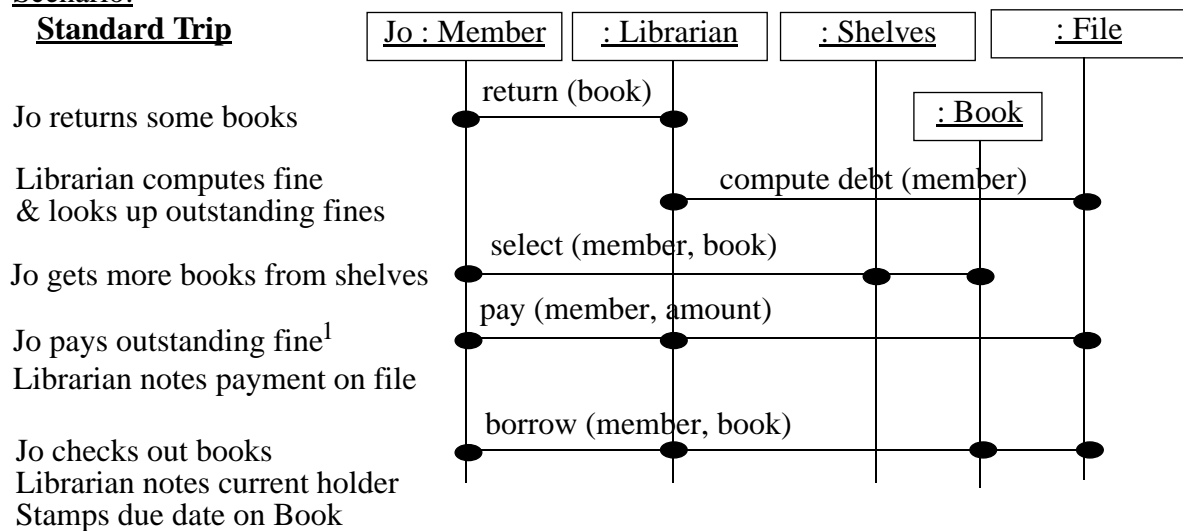 Scenario:
Standard Trip
Jo : Member
: Librarian
: Shelves
: File
: Book
Jo returns some books
return (book)
Librarian computes fine
& looks up outstanding fines
compute debt (member)
Jo gets more books from shelves
select (member, book)
Jo pays outstanding fine1
Librarian notes payment on file
pay (member, amount)
Jo checks out books
Librarian notes current holder
Stamps due date on Book
borrow (member, book)